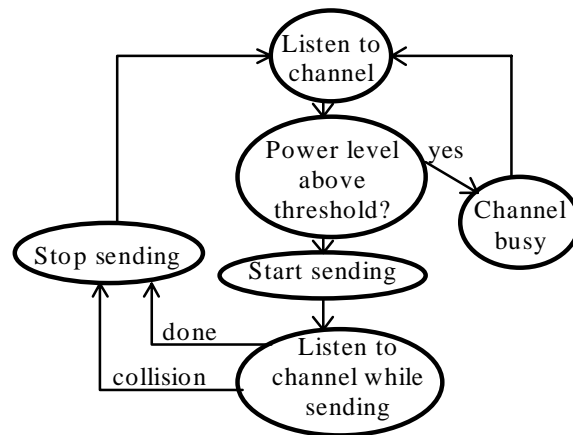 Listen to
channel
Power level
above
threshold?
yes
Channel
busy
Stop sending
Start sending
done
collision
Listen to
channel while
sending